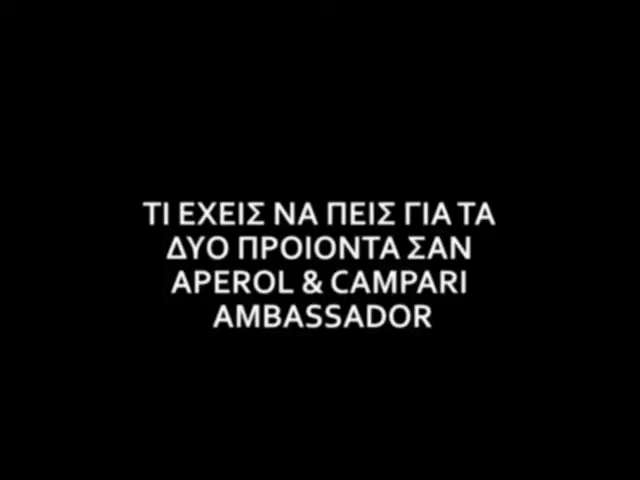 ΤΙ ΕΧΕΙΣ ΝΑ ΠΕΙΣ ΓΙΑ ΤΑ
ΔΥΟ ΠΡΟΙΟΝΤΑ ΣΑΝ
APEROL & CAMPARI
AMBASSADOR